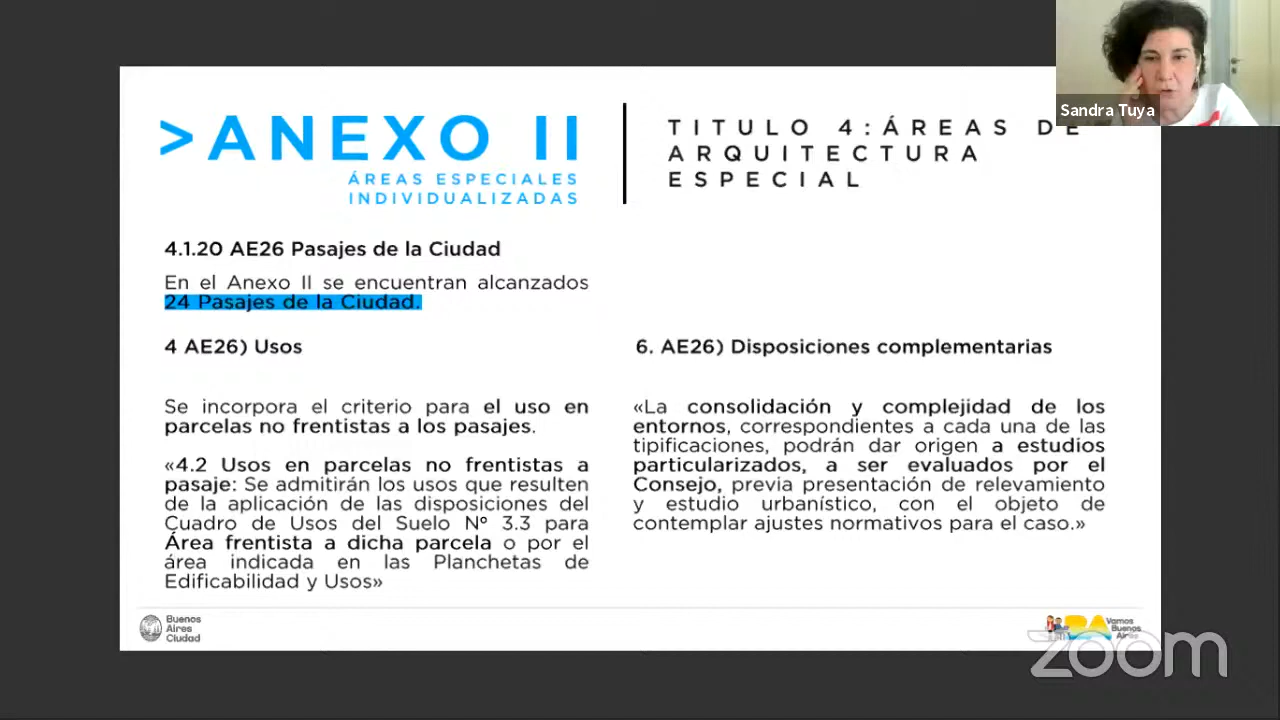 Sandra Tuya
>ANEXO II
ÁREAS ESPECIALES
INDIVIDUALIZADAS
TITULO 4:ÁREAS DE
ARQUITECTURA
ESPECIAL
4.1.20 AE26 Pasajes de la Ciudad
En el Anexo II se encuentran alcanzados
24 Pasajes de la Ciudad.
4 AE26) Usos
Se incorpora el criterio para el uso en
parcelas no frentistas a los pasajes.
«4.2 Usos en parcelas no frentistas a
pasaje: Se admitirán los usos que resulten
de la aplicación de las disposiciones del
Cuadro de Usos del Suelo Nº 3.3 para
Área frentista a dicha parcela o por el
área indicada en las Planchetas de
Edificabilidad y Usos»
6. AE26) Disposiciones complementarias
«La consolidación y complejidad de los
entornos, correspondientes a cada una de las
tipificaciones, podrán dar origen a estudios
particularizados, a ser evaluados por el
Consejo, previa presentación de relevamiento
y estudio urbanístico, con el objeto de
contemplar ajustes normativos para el caso.»
Buenos
Aires
Ciudad
BA
Vamos
Buenos
Aires
zoom